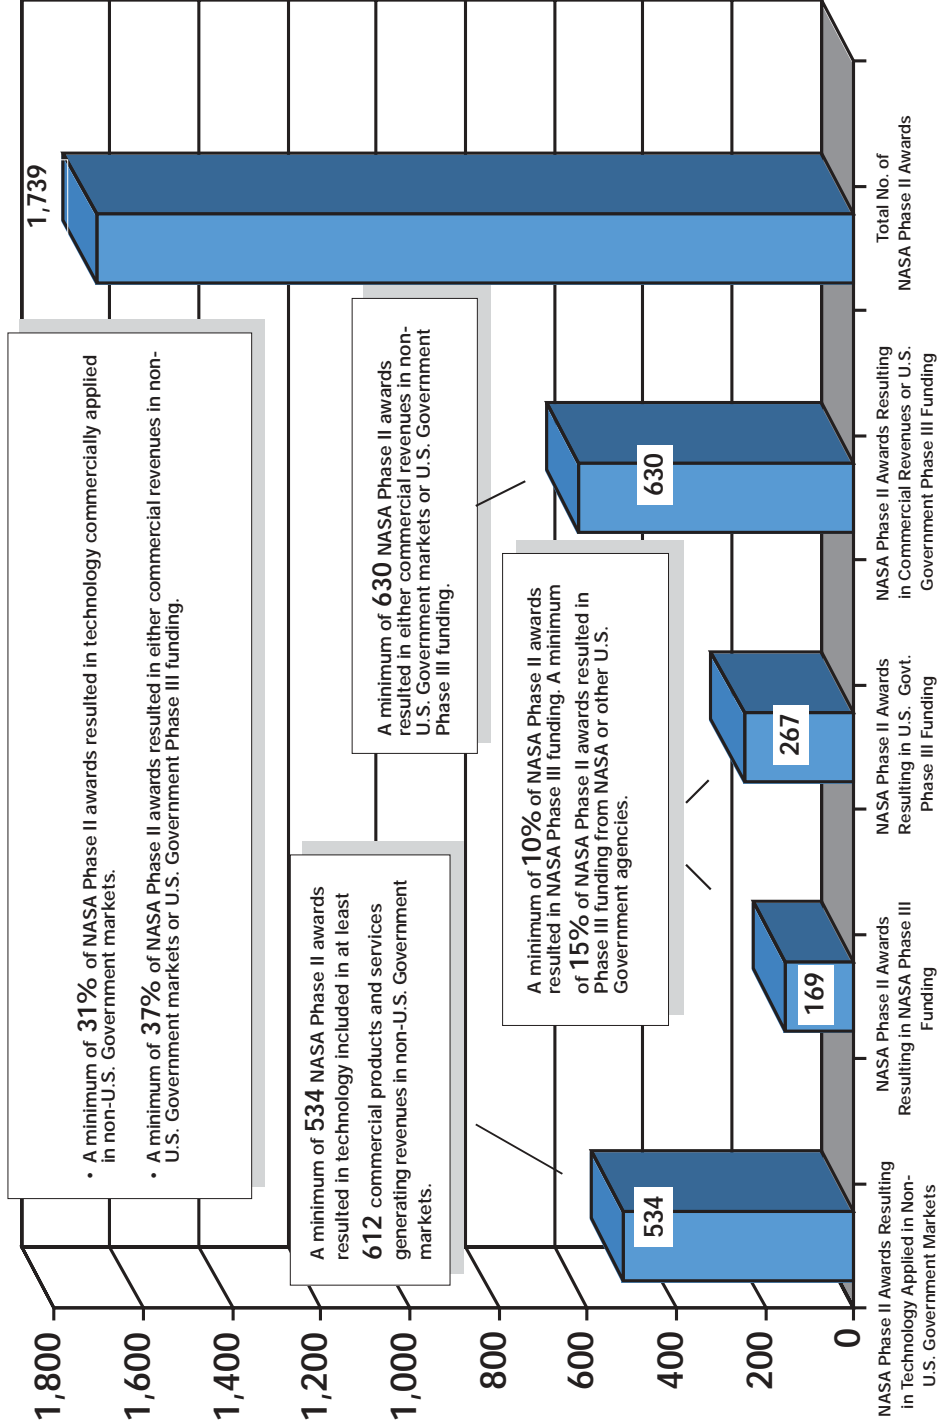 • A minimum of 31% of NASA Phase II awards resulted in technology commercially applied
in non-U.S. Government markets.
• A minimum of 37% of NASA Phase II awards resulted in either commercial revenues in non-
U.S. Government markets or U.S. Government Phase III funding.
A minimum of 534 NASA Phase II awards
resulted in technology included in at least
612 commercial products and services
generating revenues in non-U.S. Government
markets.
A minimum of 630 NASA Phase II awards
resulted in either commercial revenues in non-
U.S. Government markets or U.S. Government
Phase III funding.
A minimum of 10% of NASA Phase II awards
resulted in NASA Phase III funding. A minimum
of 15% of NASA Phase II awards resulted in
Phase III funding from NASA or other U.S.
Government agencies.
1,800
1,600
1,400
1,200
1,000
800
600
400
200
0
534
169
267
630
1,739
NASA Phase II Awards Resulting
in Technology Applied in Non-
U.S. Government Markets
NASA Phase II Awards
Resulting in NASA Phase III
Funding
NASA Phase II Awards
Resulting in U.S. Govt.
Phase III Funding
NASA Phase II Awards Resulting
in Commercial Revenues or U.S.
Government Phase III Funding
Total No. of
NASA Phase II Awards